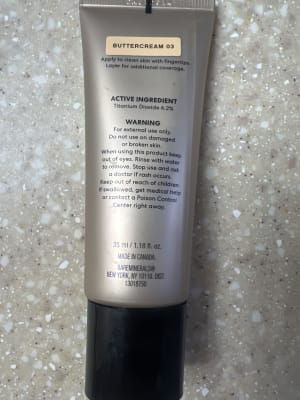 BUTTERCREAM 03
Apply to clean skin with fingertips.
Layer for additional coverage.
ACTIVE INGREDIENT
Titanium Dioxide 6.2%
WARNING
For external use only.
Do not use on damaged
or broken skin.
When using this product keep
out of eyes. Rinse with water
to remove. Stop use and ask
a doctor if rash occurs.
Keep out of reach of children.
If swallowed, get medical help
or contact a Poison Control
Center right away.
35 ml / 1.18 fl. oz.
MADE IN CANADA.
BAREMINERALS®
NEW YORK, NY 10110. DIST.
13018750